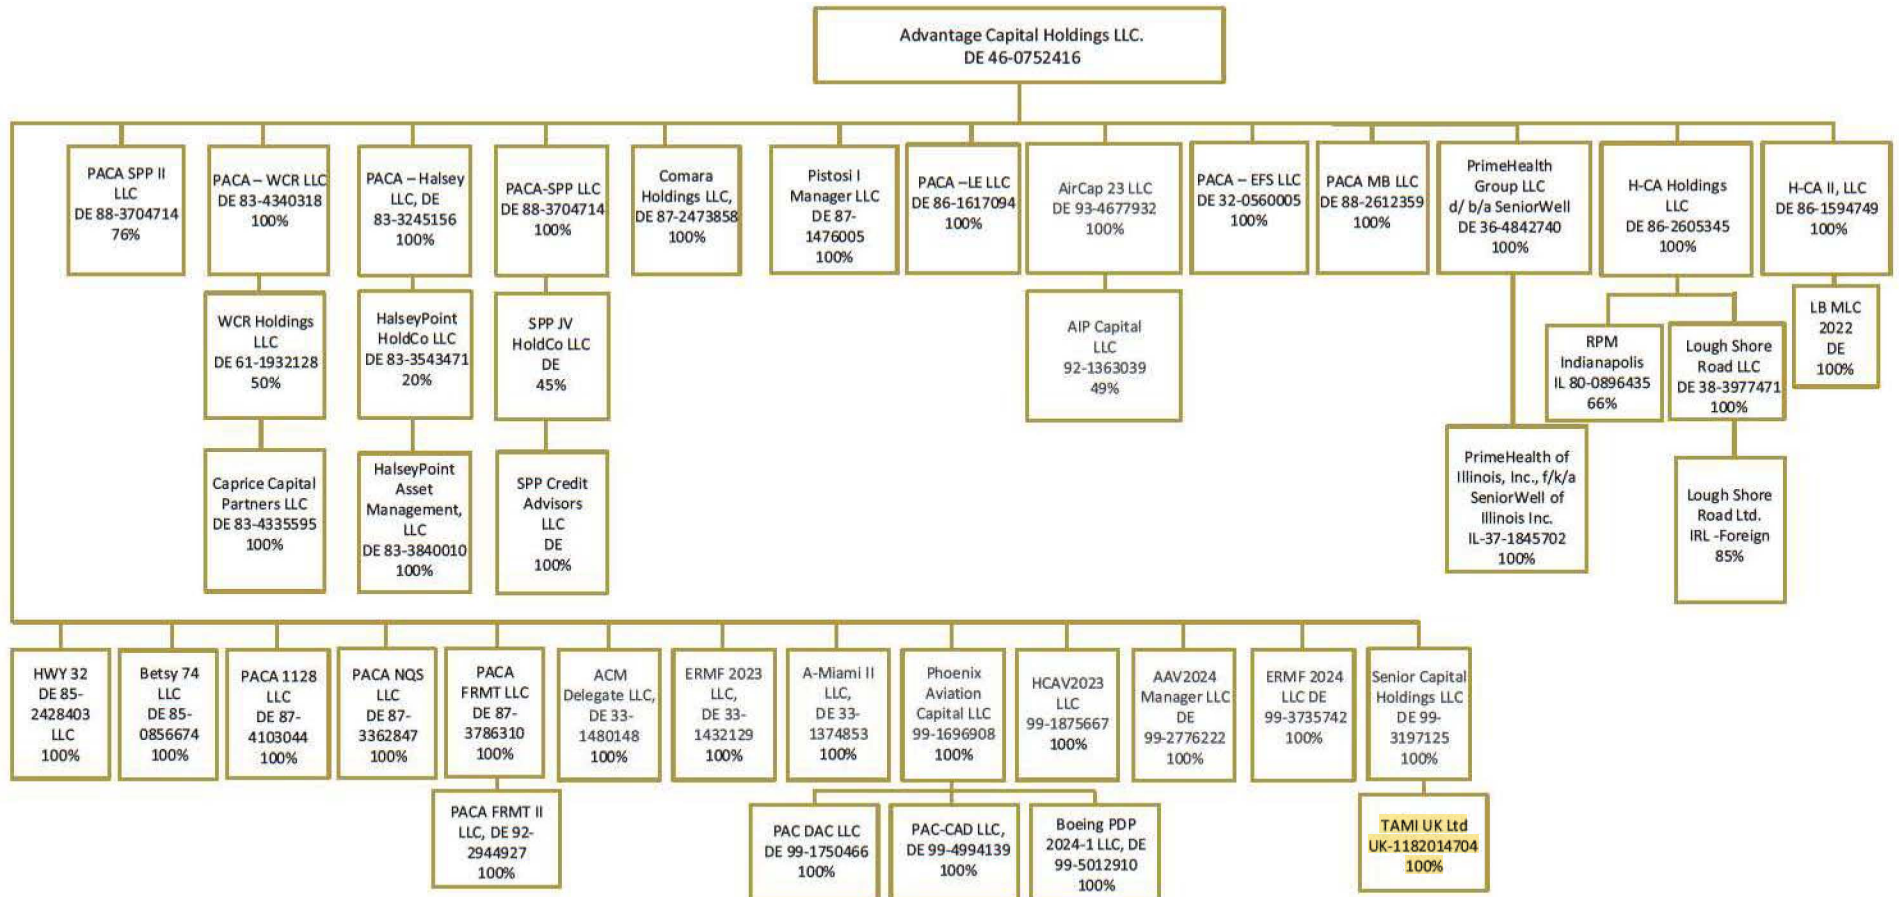 Advantage Capital Holdings LLC.
DE 46-0752416
PACA SPP II
LLC
DE 88-3704714
76%
PACA – WCR LLC
DE 83-4340318
100%
PACA – Halsey
LLC, DE
83-3245156
100%
PACA-SPP LLC
DE 88-3704714
100%
Comara
Holdings LLC,
DE 87-2473858
100%
Pistosi I
Manager LLC
DE 87-
1476005
100%
PACA –LE LLC
DE 86-1617094
100%
AirCap 23 LLC
DE 93-4677932
100%
PACA – EFS LLC
DE 32-0560005
100%
PACA MB LLC
DE 88-2612359
100%
PrimeHealth
Group LLC
d/ b/a SeniorWell
DE 36-4842740
100%
H-CA Holdings
LLC
DE 86-2605345
100%
H-CA II, LLC
DE 86-1594749
100%
WCR Holdings
LLC
DE 61-1932128
50%
HalseyPoint
HoldCo LLC
DE 83-3543471
20%
SPP JV
HoldCo LLC
DE
45%
AIP Capital
LLC
92-1363039
49%
RPM
Indianapolis
IL 80-0896435
66%
Lough Shore
Road LLC
DE 38-3977471
100%
LB MLC
2022
DE
100%
Caprice Capital
Partners LLC
DE 83-4335595
100%
HalseyPoint
Asset
Management,
LLC
DE 83-3840010
100%
SPP Credit
Advisors
LLC
DE
100%
PrimeHealth of
Illinois, Inc., f/k/a
SeniorWell of
Illinois Inc.
IL-37-1845702
100%
Lough Shore
Road Ltd.
IRL -Foreign
85%
HWY 32
DE 85-
2428403
LLC
100%
Betsy 74
LLC
DE 85-
0856674
100%
PACA 1128
LLC
DE 87-
4103044
100%
PACA NQS
LLC
DE 87-
3362847
100%
PACA
FRMT LLC
DE 87-
3786310
100%
ACM
Delegate LLC,
DE 33-
1480148
100%
ERMF 2023
LLC,
DE 33-
1432129
100%
A-Miami II
LLC,
DE 33-
1374853
100%
Phoenix
Aviation
Capital LLC
99-1696908
100%
HCAV2023
LLC
99-1875667
100%
AAV2024
Manager LLC
DE
99-2776222
100%
ERMF 2024
LLC DE
99-3735742
100%
Senior Capital
Holdings LLC
DE 99-
3197125
100%
PACA FRMT II
LLC, DE 92-
2944927
100%
PAC DAC LLC
DE 99-1750466
100%
PAC-CAD LLC,
DE 99-4994139
100%
Boeing PDP
2024-1 LLC, DE
99-5012910
100%
TAMI UK Ltd
UK-1182014704
100%